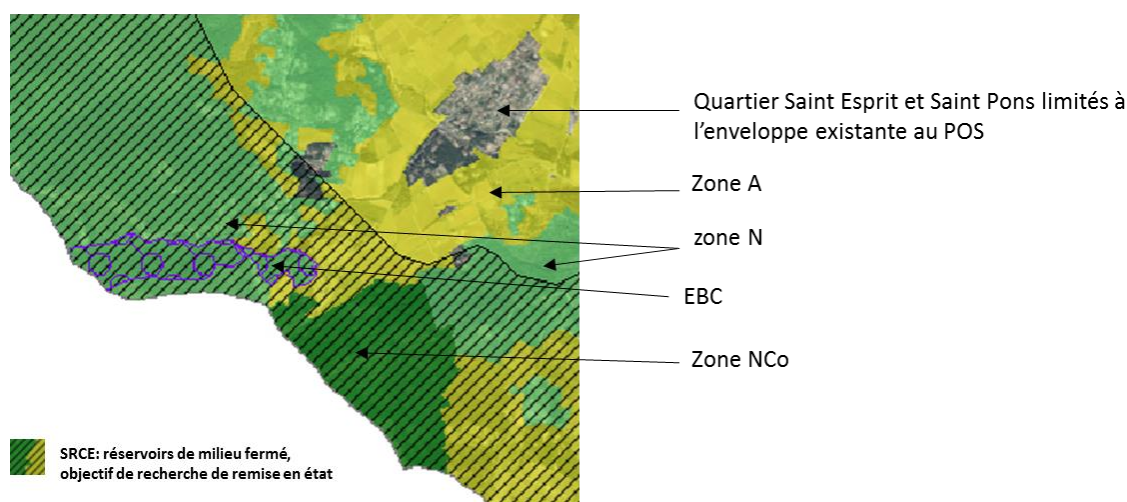 Quartier Saint Esprit et Saint Pons limités à
l’enveloppe existante au POS
Zone A
zone N
EBC
Zone NCo
SRCE: réservoirs de milieu fermé,
objectif de recherche de remise en état